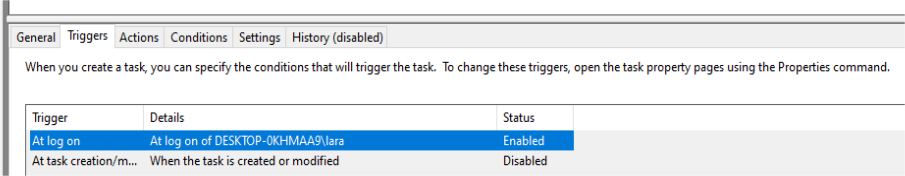 General Triggers Actions Conditions Settings History (disabled)
When you create a task, you can specify the conditions that will trigger the task. To change these triggers, open the task property pages using the Properties command.
Trigger Details Status
At log on At log on of DESKTOP-0KHMAA9\lara Enabled
At task creation/m... When the task is created or modified Disabled